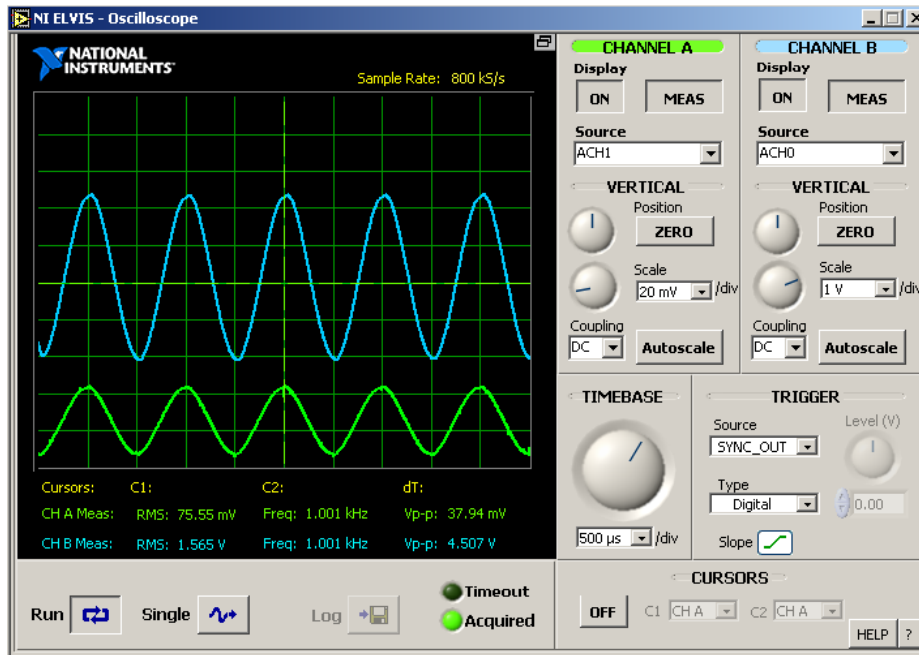 NI ELVIS - Oscilloscope
NATIONAL
INSTRUMENTS
Sample Rate: 800 kS/s
Cursors: C1: C2: dT:
CH A Meas: RMS: 75.55 mV Freq: 1.001 kHz Vp-p: 37.94 mV
CH B Meas: RMS: 1.565 V Freq: 1.001 kHz Vp-p: 4.507 V
CHANNEL A
Display
ON MEAS
Source
ACH1
VERTICAL
Position
ZERO
Scale
20 mV /div
Coupling
DC Autoscale
CHANNEL B
Display
ON MEAS
Source
ACH0
VERTICAL
Position
ZERO
Scale
1 V /div
Coupling
DC Autoscale
TIMEBASE
500 µs /div
TRIGGER
Source
SYNC_OUT
Level (V)
Type
Digital
0.00
Slope
Run Single Log
Timeout
Acquired
CURSORS
OFF C1 CH A C2 CH A
HELP ?